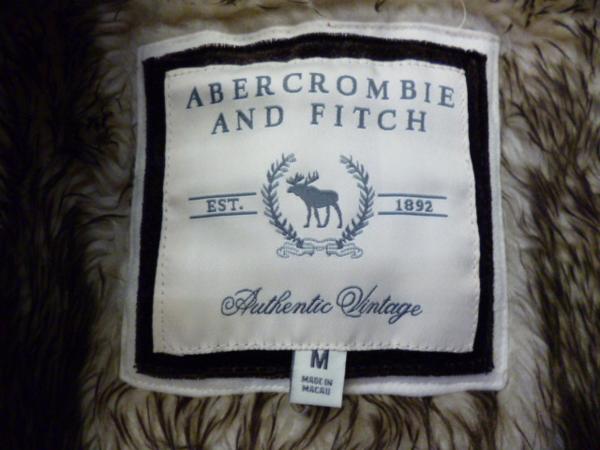 ABERCROMBIE
AND FITCH
EST. 1892
Authentic Vintage
M
MADE IN
MACAU